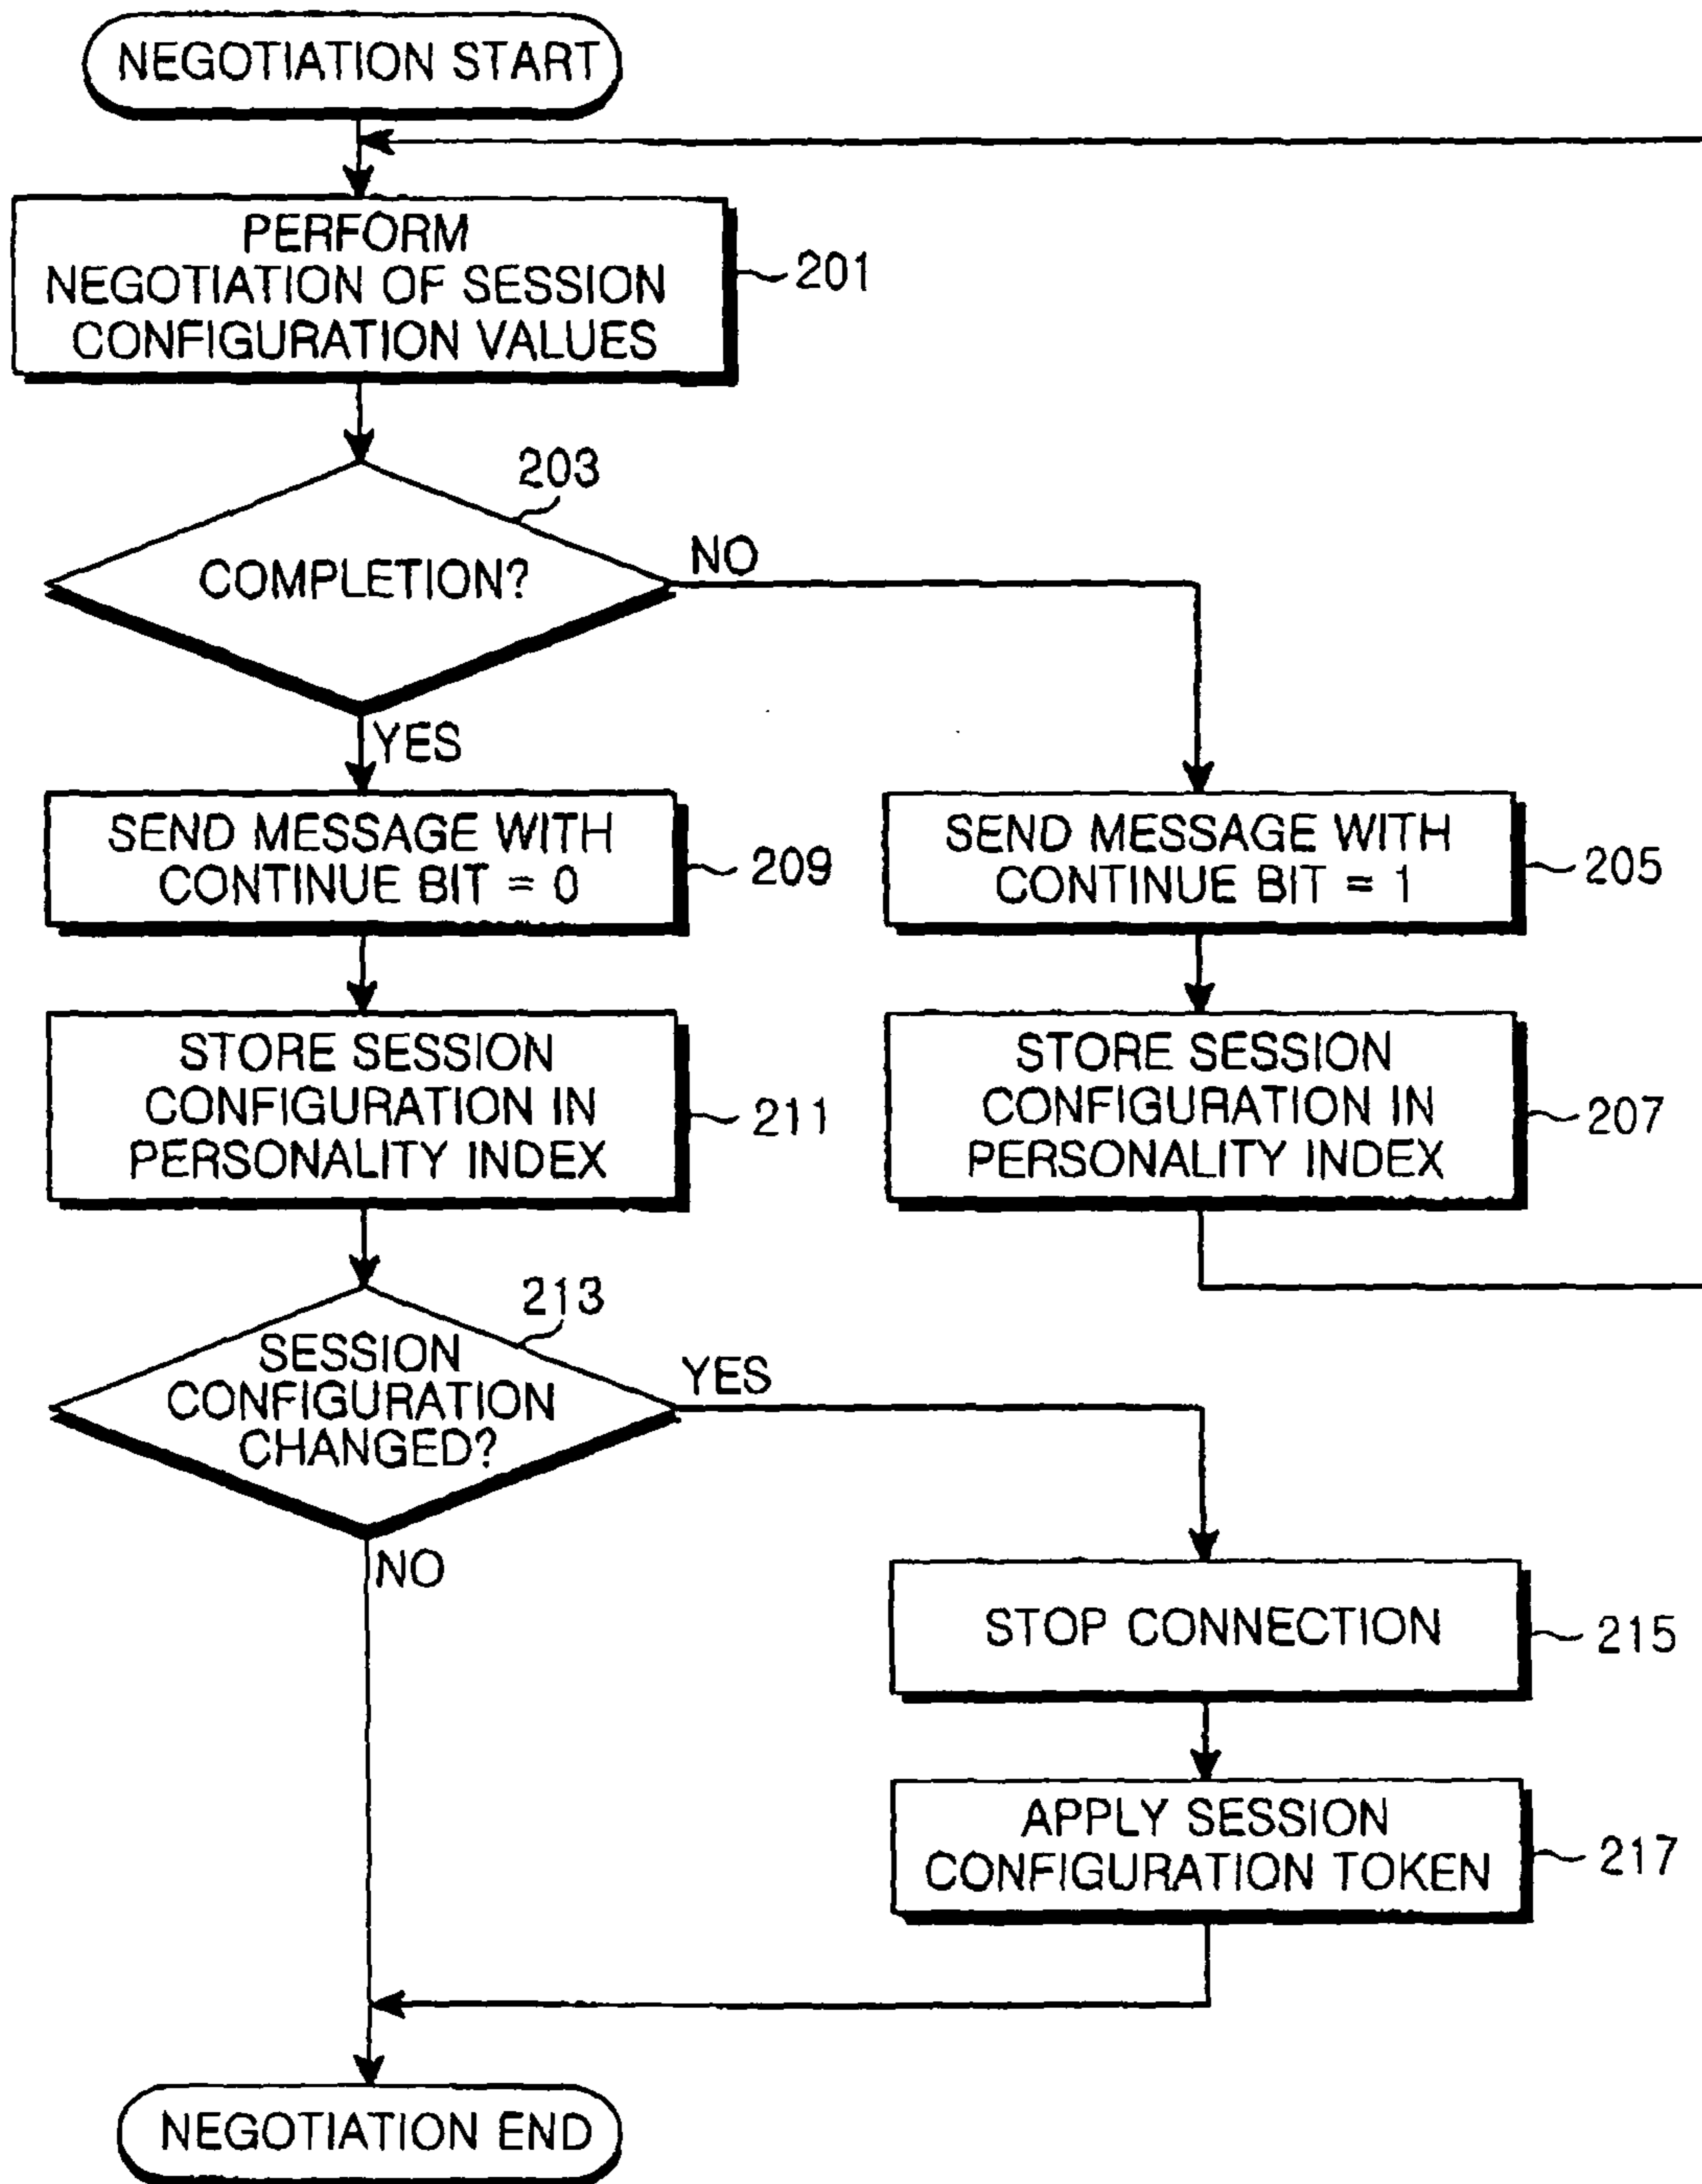 NEGOTIATION START
PERFORM
NEGOTIATION OF SESSION
CONFIGURATION VALUES
201
203
COMPLETION?
NO
YES
SEND MESSAGE WITH
CONTINUE BIT = 0
209
SEND MESSAGE WITH
CONTINUE BIT = 1
205
STORE SESSION
CONFIGURATION IN
PERSONALITY INDEX
211
STORE SESSION
CONFIGURATION IN
PERSONALITY INDEX
207
213
SESSION
CONFIGURATION
CHANGED?
YES
NO
STOP CONNECTION
215
APPLY SESSION
CONFIGURATION TOKEN
217
NEGOTIATION END